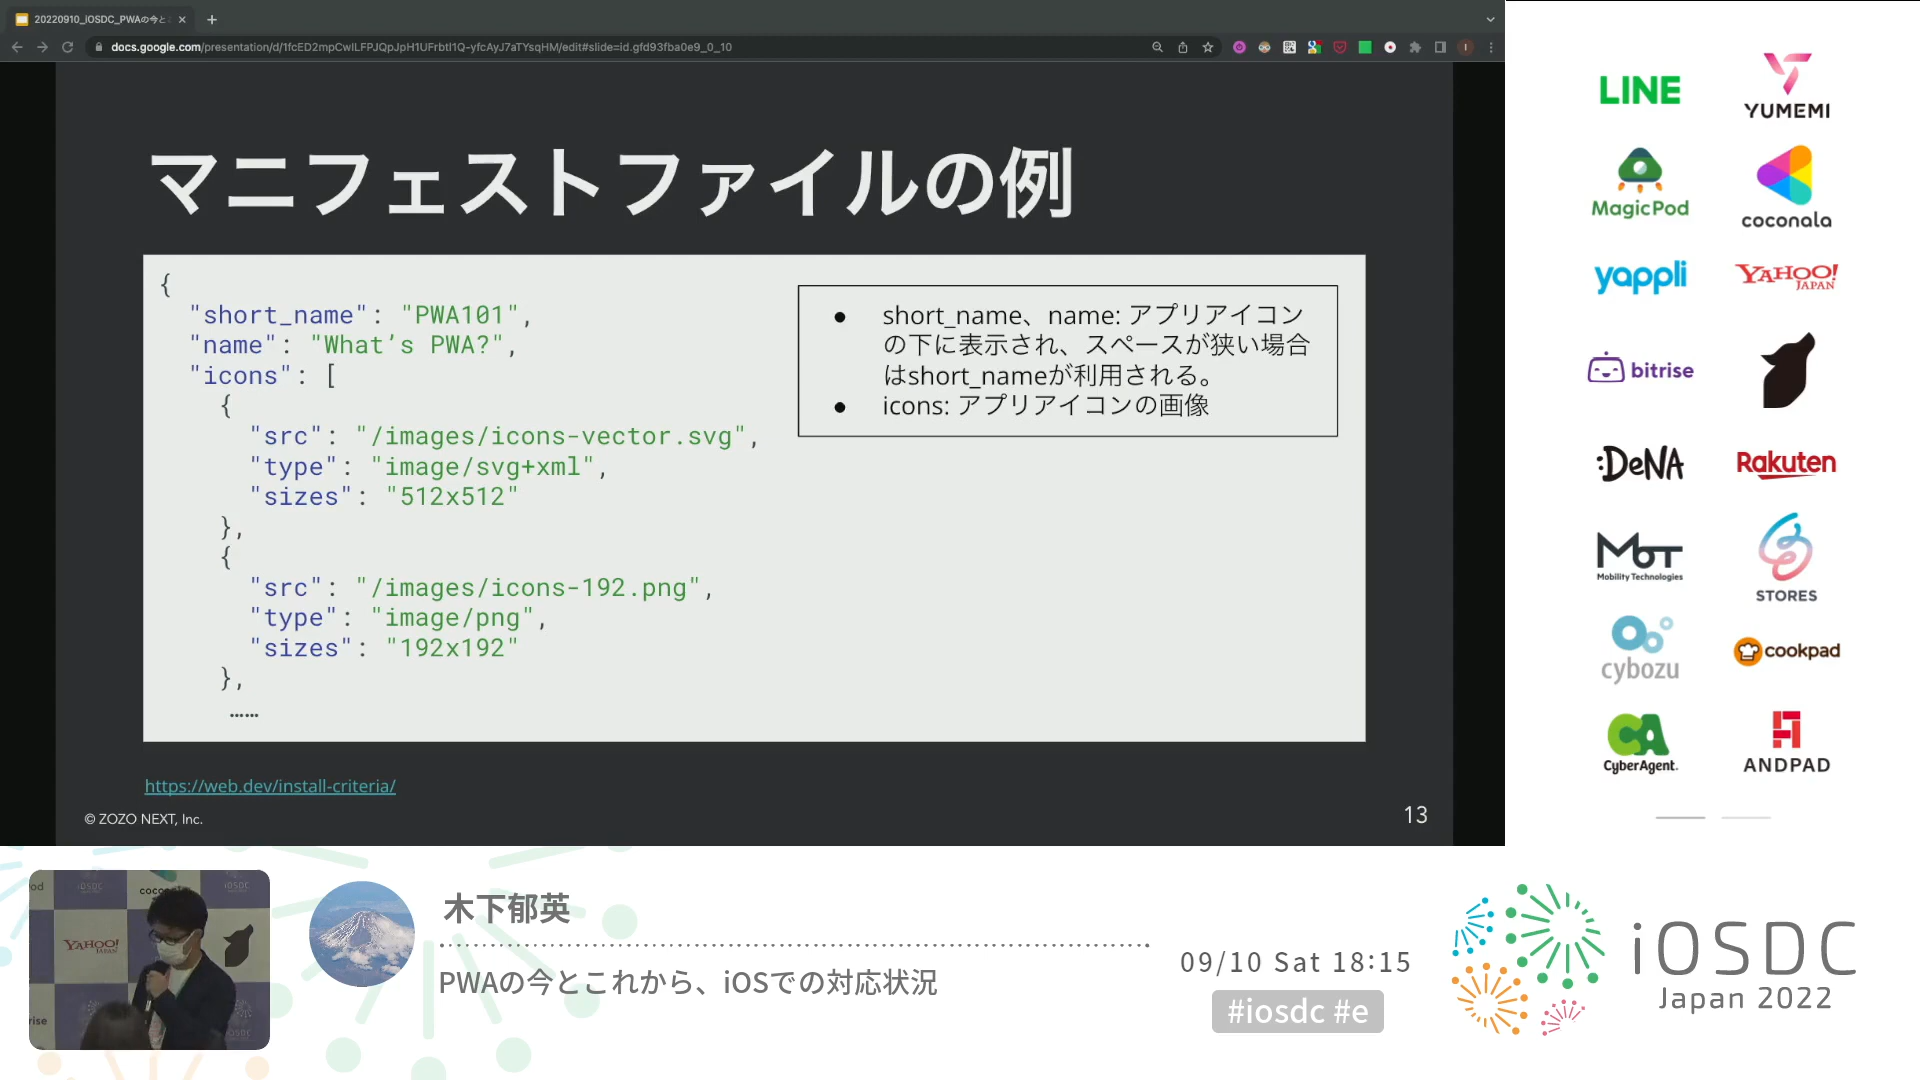 20220910_iOSDC_PWAの今と
docs.google.com/presentation/d/1fcED2mpCwILFPJQpJpH1UFrbtI1Q-yfcAyJ7aTYsqHM/edit#slide=id.gfd93fba0e9_0_10
マニフェストファイルの例
{
"short_name": "PWA101",
"name": "What’s PWA?",
"icons": [
{
"src": "/images/icons-vector.svg",
"type": "image/svg+xml",
"sizes": "512x512"
},
{
"src": "/images/icons-192.png",
"type": "image/png",
"sizes": "192x192"
},
……
● short_name、name: アプリアイコン
の下に表示され、スペースが狭い場合
はshort_nameが利用される。
● icons: アプリアイコンの画像
https://web.dev/install-criteria/
© ZOZO NEXT, Inc.
13
LINE
YUMEMI
MagicPod
coconala
yappli
YAHOO!
JAPAN
bitrise
:DeNA
Rakuten
MoT
Mobility Technologies
STORES
cybozu
cookpad
CA
CyberAgent.
ANDPAD
YAHOO!
JAPAN
木下郁英
PWAの今とこれから、iOSでの対応状況
09/10 Sat 18:15
#iosdc #e
iOSDC
Japan 2022